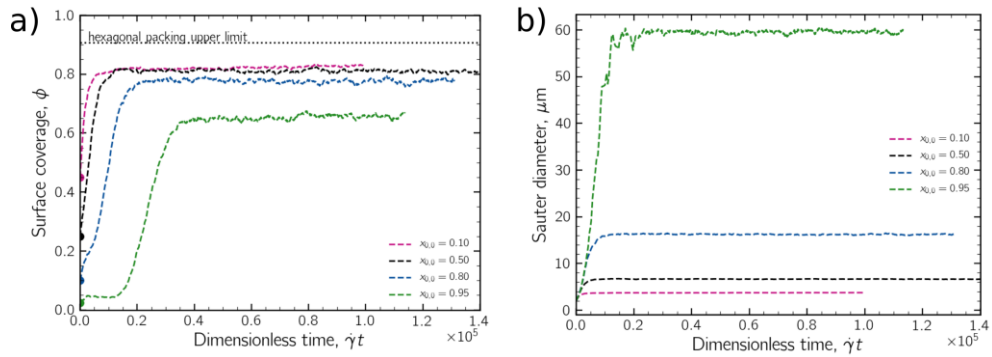 a)
hexagonal packing upper limit
Surface coverage, ϕ
1.0
0.8
0.6
0.4
0.2
0.0
x₀,₀ = 0.10
x₀,₀ = 0.50
x₀,₀ = 0.80
x₀,₀ = 0.95
0.0 0.2 0.4 0.6 0.8 1.0 1.2 1.4
×10⁵
Dimensionless time, γ̇t
b)
Sauter diameter, μm
60
50
40
30
20
10
0
x₀,₀ = 0.10
x₀,₀ = 0.50
x₀,₀ = 0.80
x₀,₀ = 0.95
0.0 0.2 0.4 0.6 0.8 1.0 1.2 1.4
×10⁵
Dimensionless time, γ̇t